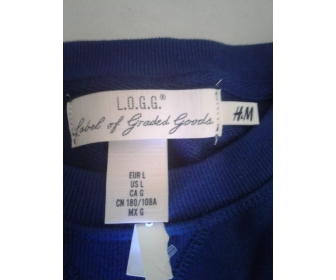 L.O.G.G.®
Label of Graded Goods
H&M
EUR L
US L
CA G
CN 180/108A
MX G